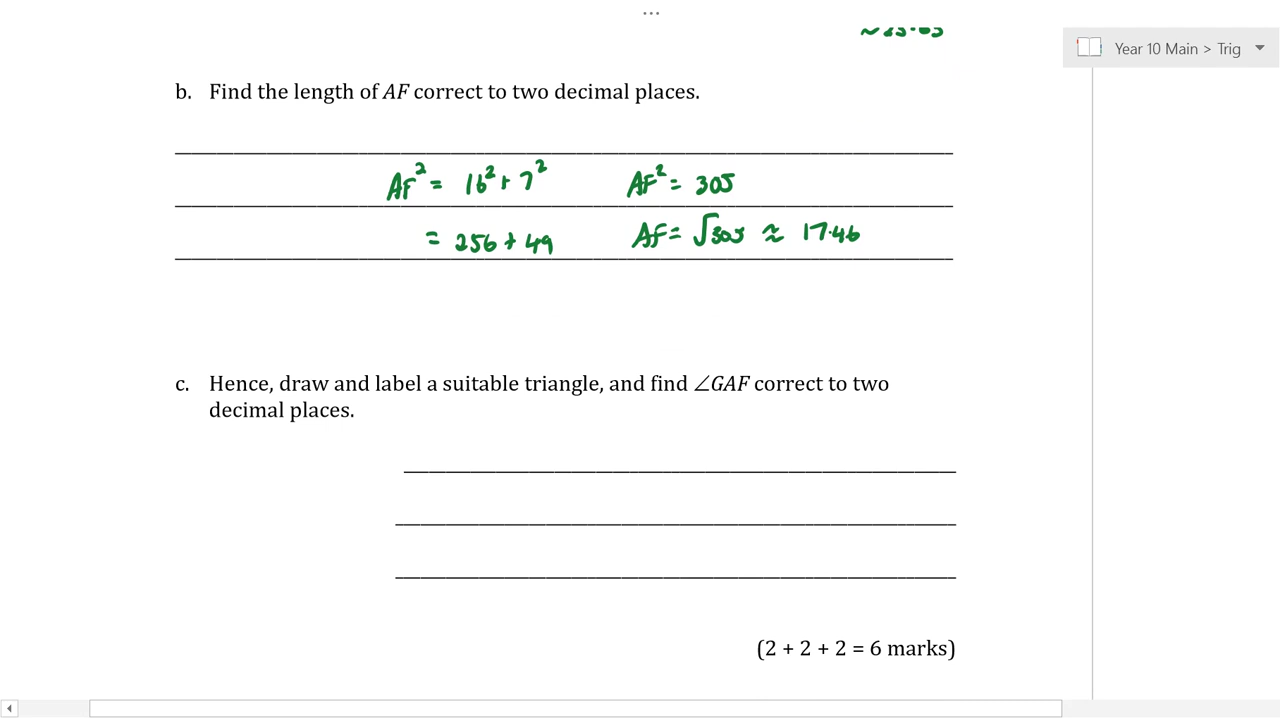 Year 10 Main > Trig
b. Find the length of AF correct to two decimal places.
AF² = 16² + 7² AF² = 305
= 256 + 49 AF = √305 ≈ 17.46
c. Hence, draw and label a suitable triangle, and find ∠GAF correct to two
decimal places.
(2 + 2 + 2 = 6 marks)